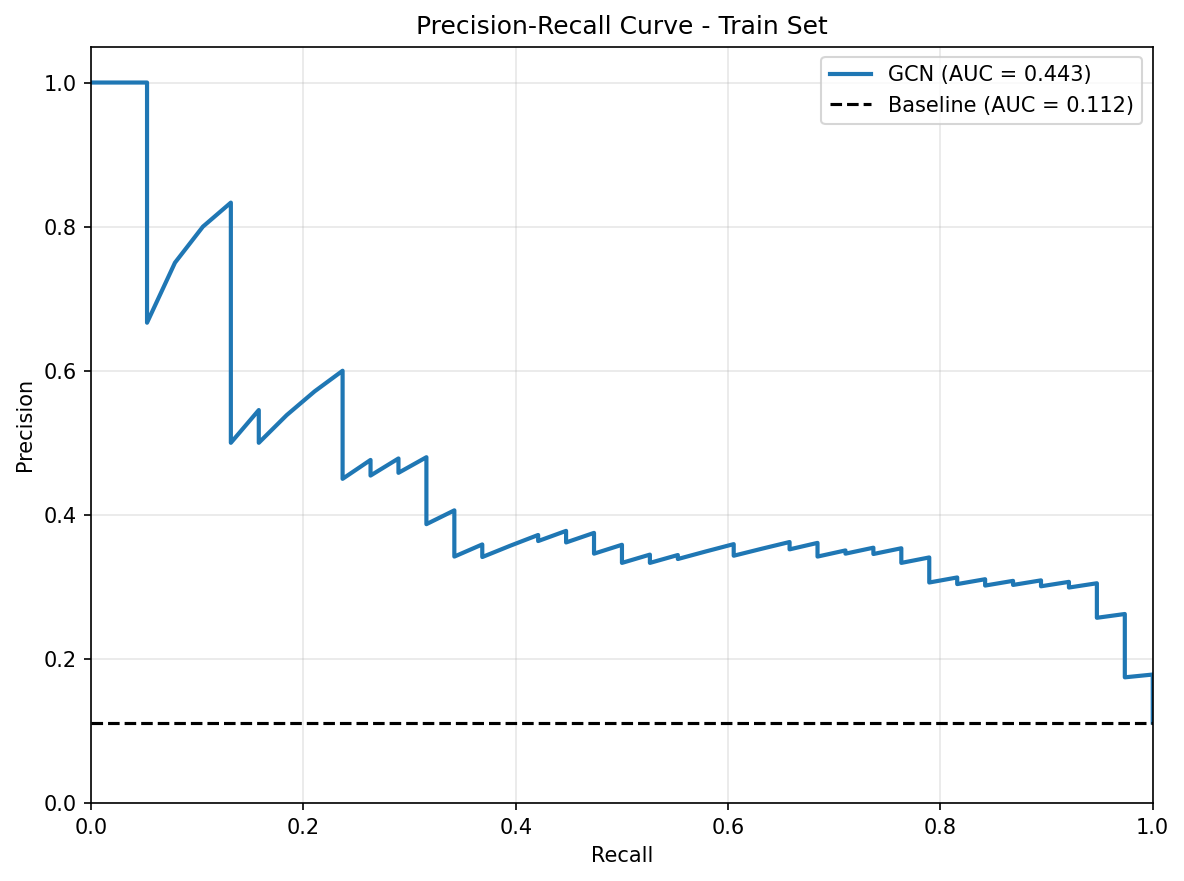 Precision-Recall Curve - Train Set
GCN (AUC = 0.443)
Baseline (AUC = 0.112)
Precision
1.0
0.8
0.6
0.4
0.2
0.0
0.0 0.2 0.4 0.6 0.8 1.0
Recall